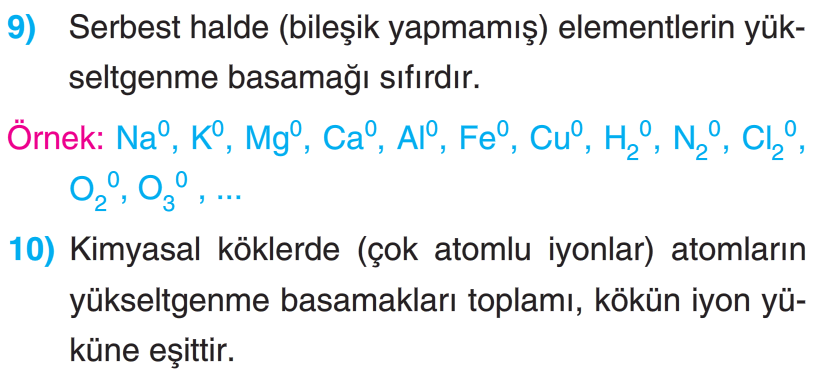 9) Serbest halde (bileşik yapmamış) elementlerin yük-
seltgenme basamağı sıfırdır.
Örnek: Na⁰, K⁰, Mg⁰, Ca⁰, Al⁰, Fe⁰, Cu⁰, H₂⁰, N₂⁰, Cl₂⁰,
O₂⁰, O₃⁰ , ...
10) Kimyasal köklerde (çok atomlu iyonlar) atomların
yükseltgenme basamakları toplamı, kökün iyon yü-
küne eşittir.